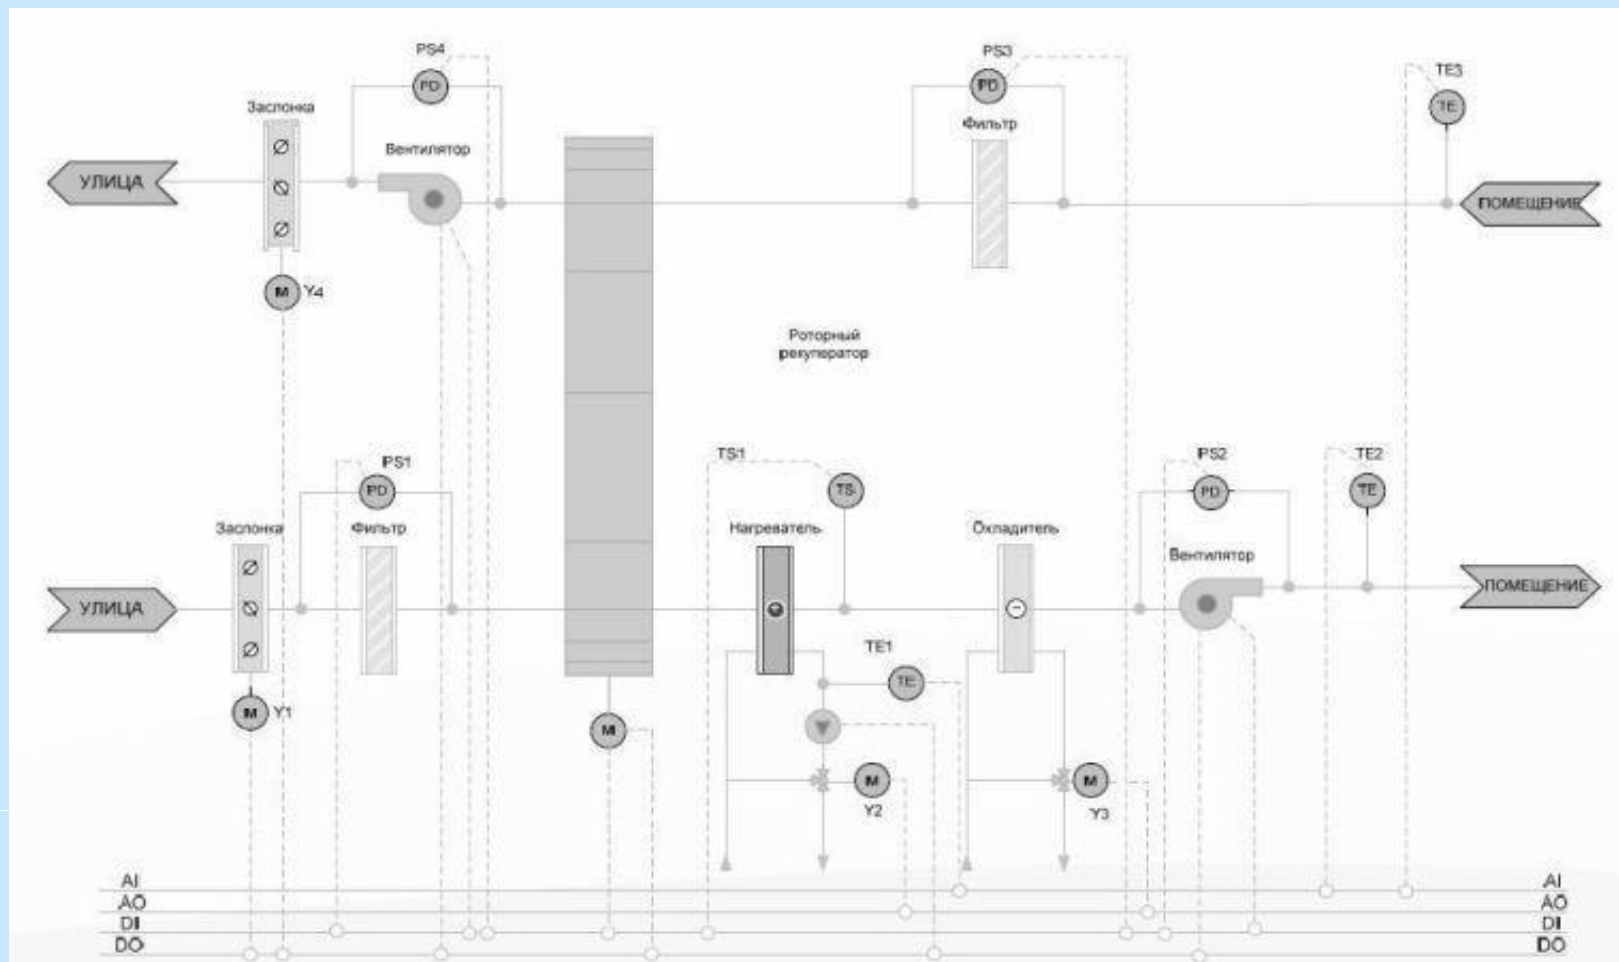 PS4
PS3
TE3
PD
PD
TE
Заслонка
Фильтр
Вентилятор
УЛИЦА
ПОМЕЩЕНИЕ
M
Y4
Роторный
рекуператор
PS1
TS1
PS2
TE2
PD
TS
PD
TE
Заслонка
Фильтр
Нагреватель
Охладитель
Вентилятор
УЛИЦА
ПОМЕЩЕНИЕ
TE1
TE
M
Y1
M
M
Y2
M
Y3
AI
AI
AO
AO
DI
DI
DO
DO